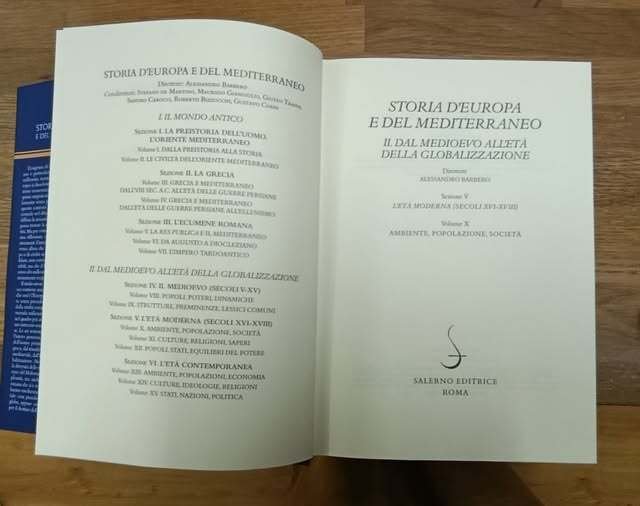 STORIA D'EUROPA E DEL MEDITERRANEO
Direttore: ALESSANDRO BARBERO
Condirettori: STEFANO DE MARTINO, MAURIZIO GIANGIULIO, GIUSTO TRAINA,
SANDRO CAROCCI, ROBERTO BIZZOCCHI, GUSTAVO CORNI
I. IL MONDO ANTICO
SEZIONE I. LA PREISTORIA DELL'UOMO.
L'ORIENTE MEDITERRANEO
Volume I. DALLA PREISTORIA ALLA STORIA
Volume II. LE CIVILTÀ DELL'ORIENTE MEDITERRANEO
SEZIONE II. LA GRECIA
Volume III. GRECIA E MEDITERRANEO
DALL'VIII SEC. A.C. ALL'ETÀ DELLE GUERRE PERSIANE
Volume IV. GRECIA E MEDITERRANEO
DALL'ETÀ DELLE GUERRE PERSIANE ALL'ELLENISMO
SEZIONE III. L'ECUMENE ROMANA
Volume V. LA RES PUBLICA E IL MEDITERRANEO
Volume VI. DA AUGUSTO A DIOCLEZIANO
Volume VII. L'IMPERO TARDOANTICO
II. DAL MEDIOEVO ALL'ETÀ DELLA GLOBALIZZAZIONE
SEZIONE IV. IL MEDIOEVO (SECOLI V-XV)
Volume VIII. POPOLI, POTERI, DINAMICHE
Volume IX. STRUTTURE, PREMINENZE, LESSICI COMUNI
SEZIONE V. L'ETÀ MODERNA (SECOLI XVI-XVIII)
Volume X. AMBIENTE, POPOLAZIONE, SOCIETÀ
Volume XI. CULTURE, RELIGIONI, SAPERI
Volume XII. POPOLI, STATI, EQUILIBRI DEL POTERE
SEZIONE VI. L'ETÀ CONTEMPORANEA
Volume XIII. AMBIENTE, POPOLAZIONI, ECONOMIA
Volume XIV. CULTURE, IDEOLOGIE, RELIGIONI
Volume XV. STATI, NAZIONI, POLITICA
STORIA D'EUROPA
E DEL MEDITERRANEO
II. DAL MEDIOEVO ALL'ETÀ
DELLA GLOBALIZZAZIONE
Direttore
ALESSANDRO BARBERO
Sezione V
L'ETÀ MODERNA (SECOLI XVI-XVIII)
Volume X
AMBIENTE, POPOLAZIONE, SOCIETÀ
SALERNO EDITRICE
ROMA